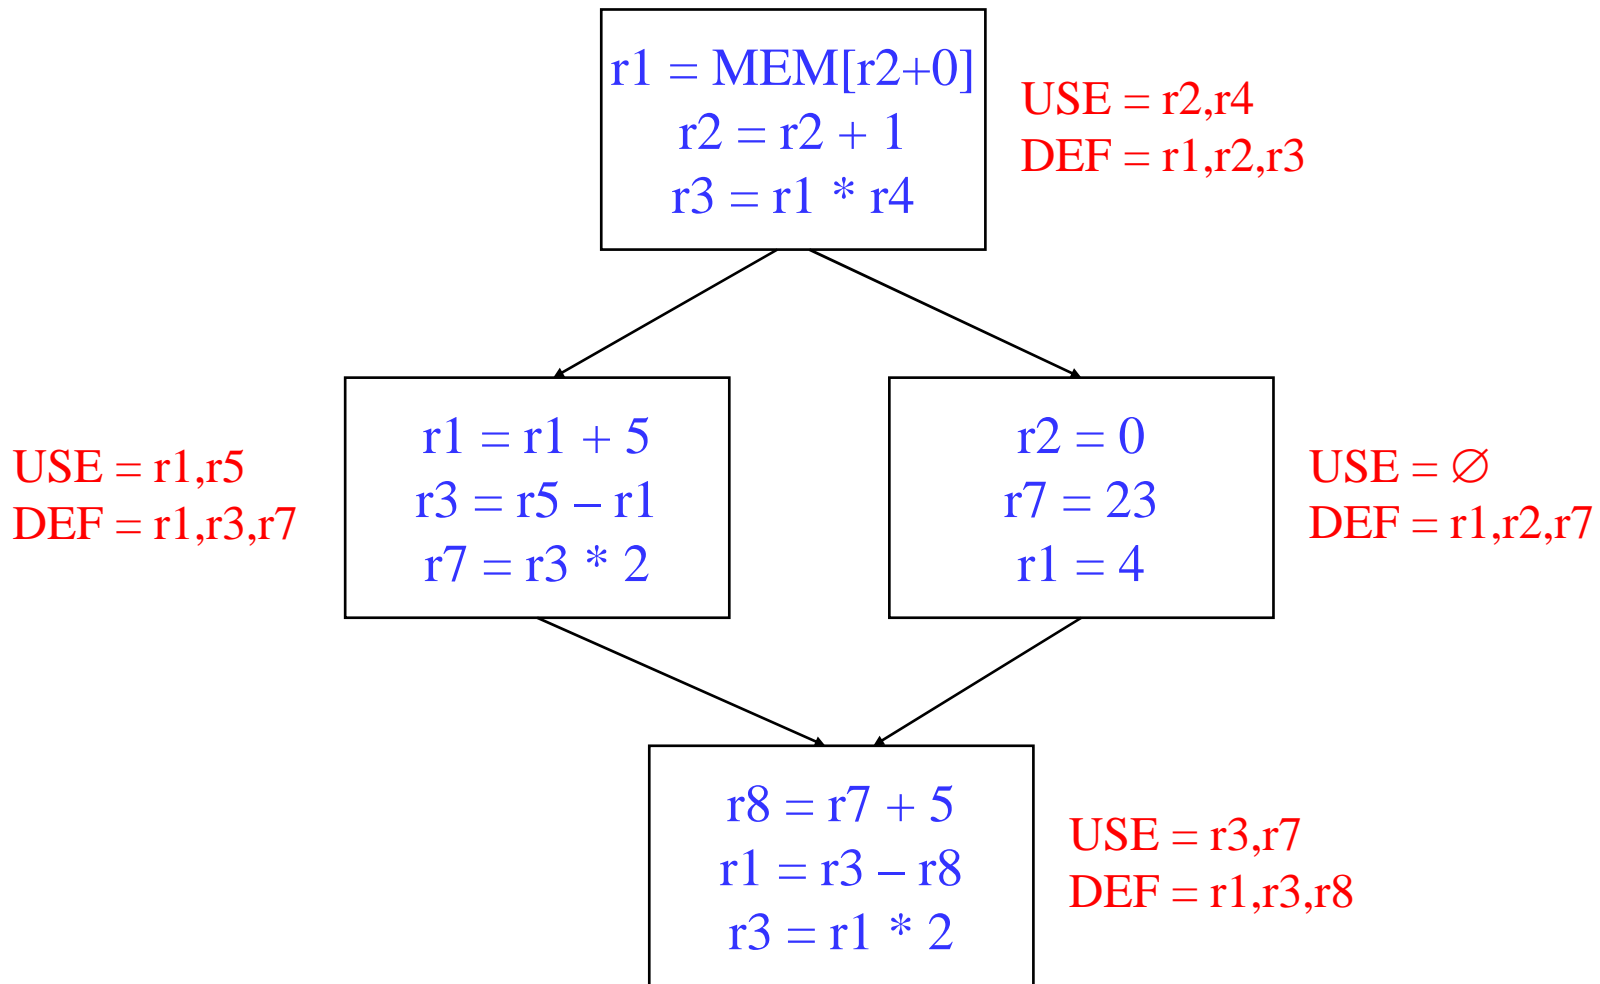 r1 = MEM[r2+0]
r2 = r2 + 1
r3 = r1 * r4
USE = r2,r4
DEF = r1,r2,r3
USE = r1,r5
DEF = r1,r3,r7
r1 = r1 + 5
r3 = r5 – r1
r7 = r3 * 2
r2 = 0
r7 = 23
r1 = 4
USE = ∅
DEF = r1,r2,r7
r8 = r7 + 5
r1 = r3 – r8
r3 = r1 * 2
USE = r3,r7
DEF = r1,r3,r8